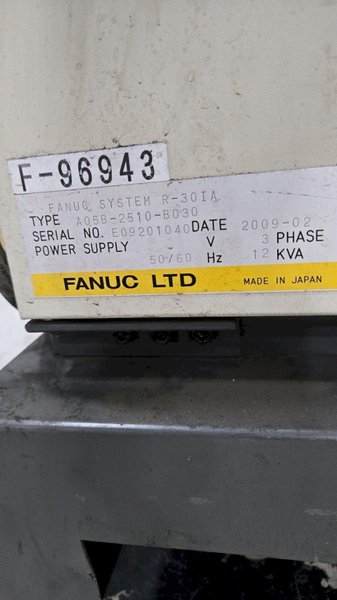 F-96943
FANUC SYSTEM R-30iA
TYPE A05B-2510-B030
SERIAL NO. E09201040 DATE 2009-02
POWER SUPPLY V 3 PHASE
50/60 Hz 12 KVA
FANUC LTD MADE IN JAPAN